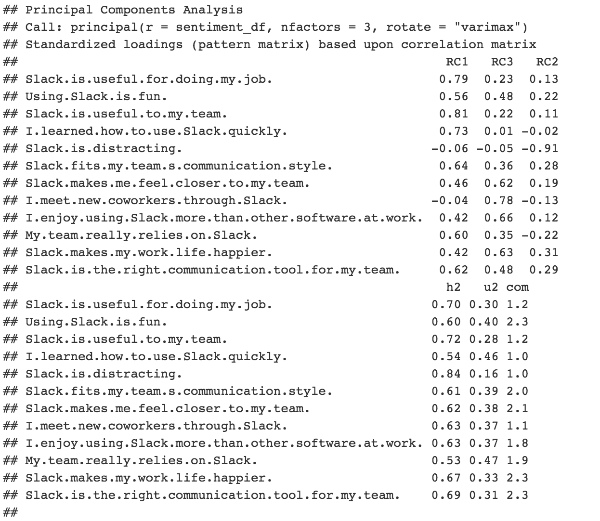 ## Principal Components Analysis
## Call: principal(r = sentiment_df, nfactors = 3, rotate = "varimax")
## Standardized loadings (pattern matrix) based upon correlation matrix
## RC1 RC3 RC2
## Slack.is.useful.for.doing.my.job. 0.79 0.23 0.13
## Using.Slack.is.fun. 0.56 0.48 0.22
## Slack.is.useful.to.my.team. 0.81 0.22 0.11
## I.learned.how.to.use.Slack.quickly. 0.73 0.01 -0.02
## Slack.is.distracting. -0.06 -0.05 -0.91
## Slack.fits.my.team.s.communication.style. 0.64 0.36 0.28
## Slack.makes.me.feel.closer.to.my.team. 0.46 0.62 0.19
## I.meet.new.coworkers.through.Slack. -0.04 0.78 -0.13
## I.enjoy.using.Slack.more.than.other.software.at.work. 0.42 0.66 0.12
## My.team.really.relies.on.Slack. 0.60 0.35 -0.22
## Slack.makes.my.work.life.happier. 0.42 0.63 0.31
## Slack.is.the.right.communication.tool.for.my.team. 0.62 0.48 0.29
## h2 u2 com
## Slack.is.useful.for.doing.my.job. 0.70 0.30 1.2
## Using.Slack.is.fun. 0.60 0.40 2.3
## Slack.is.useful.to.my.team. 0.72 0.28 1.2
## I.learned.how.to.use.Slack.quickly. 0.54 0.46 1.0
## Slack.is.distracting. 0.84 0.16 1.0
## Slack.fits.my.team.s.communication.style. 0.61 0.39 2.0
## Slack.makes.me.feel.closer.to.my.team. 0.62 0.38 2.1
## I.meet.new.coworkers.through.Slack. 0.63 0.37 1.1
## I.enjoy.using.Slack.more.than.other.software.at.work. 0.63 0.37 1.8
## My.team.really.relies.on.Slack. 0.53 0.47 1.9
## Slack.makes.my.work.life.happier. 0.67 0.33 2.3
## Slack.is.the.right.communication.tool.for.my.team. 0.69 0.31 2.3
##